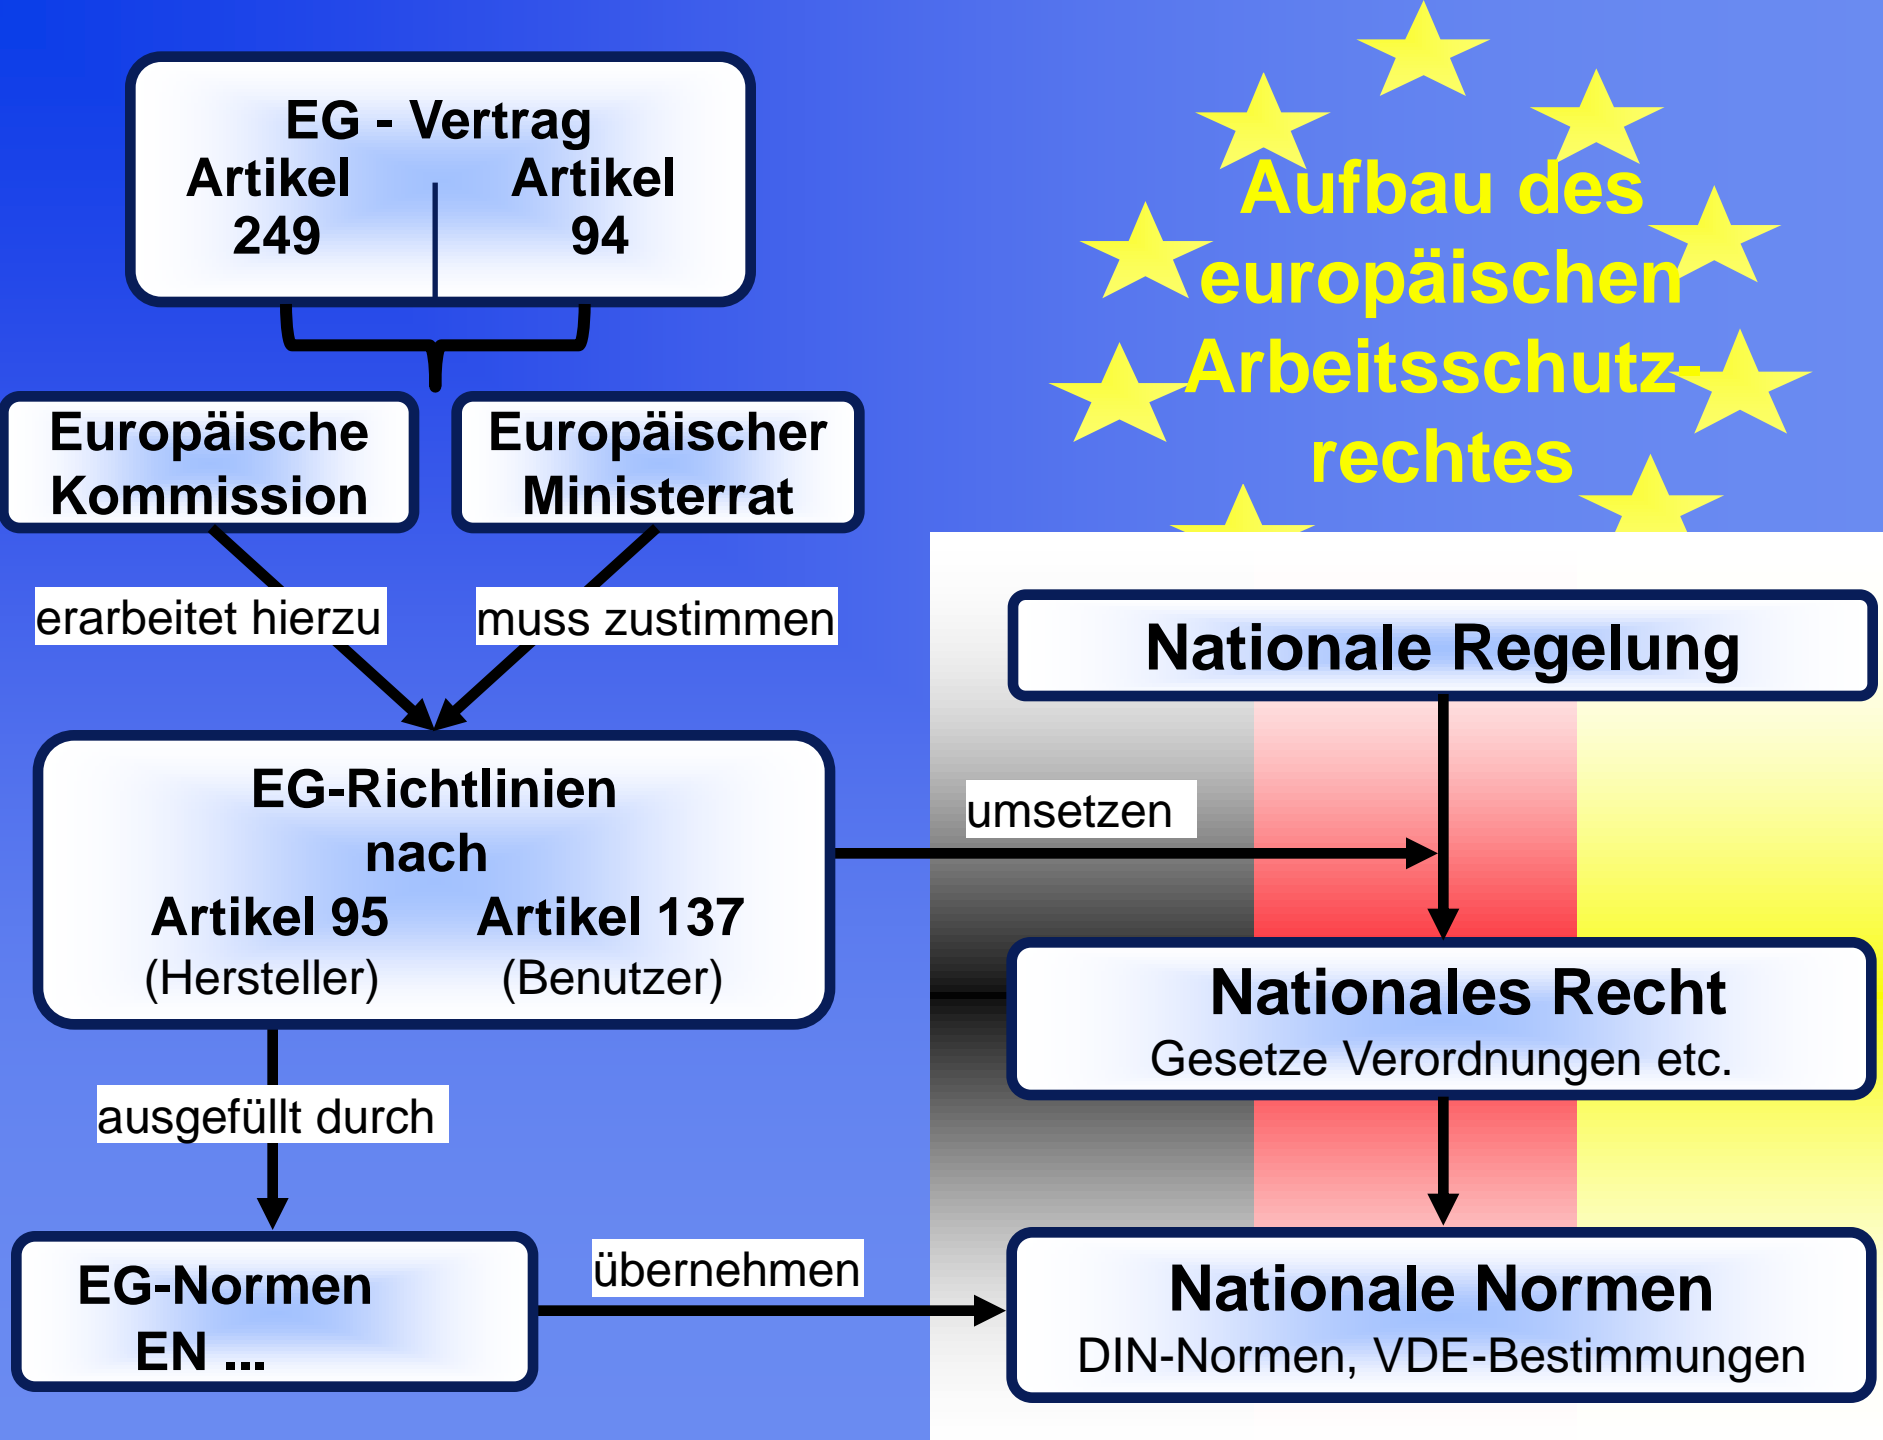 EG - Vertrag
Artikel Artikel
249 94
Aufbau des
europäischen
Arbeitsschutz-
rechtes
Europäische
Kommission
Europäischer
Ministerrat
erarbeitet hierzu
muss zustimmen
EG-Richtlinien
nach
Artikel 95 Artikel 137
(Hersteller) (Benutzer)
ausgefüllt durch
EG-Normen
EN ...
umsetzen
übernehmen
Nationale Regelung
Nationales Recht
Gesetze Verordnungen etc.
Nationale Normen
DIN-Normen, VDE-Bestimmungen